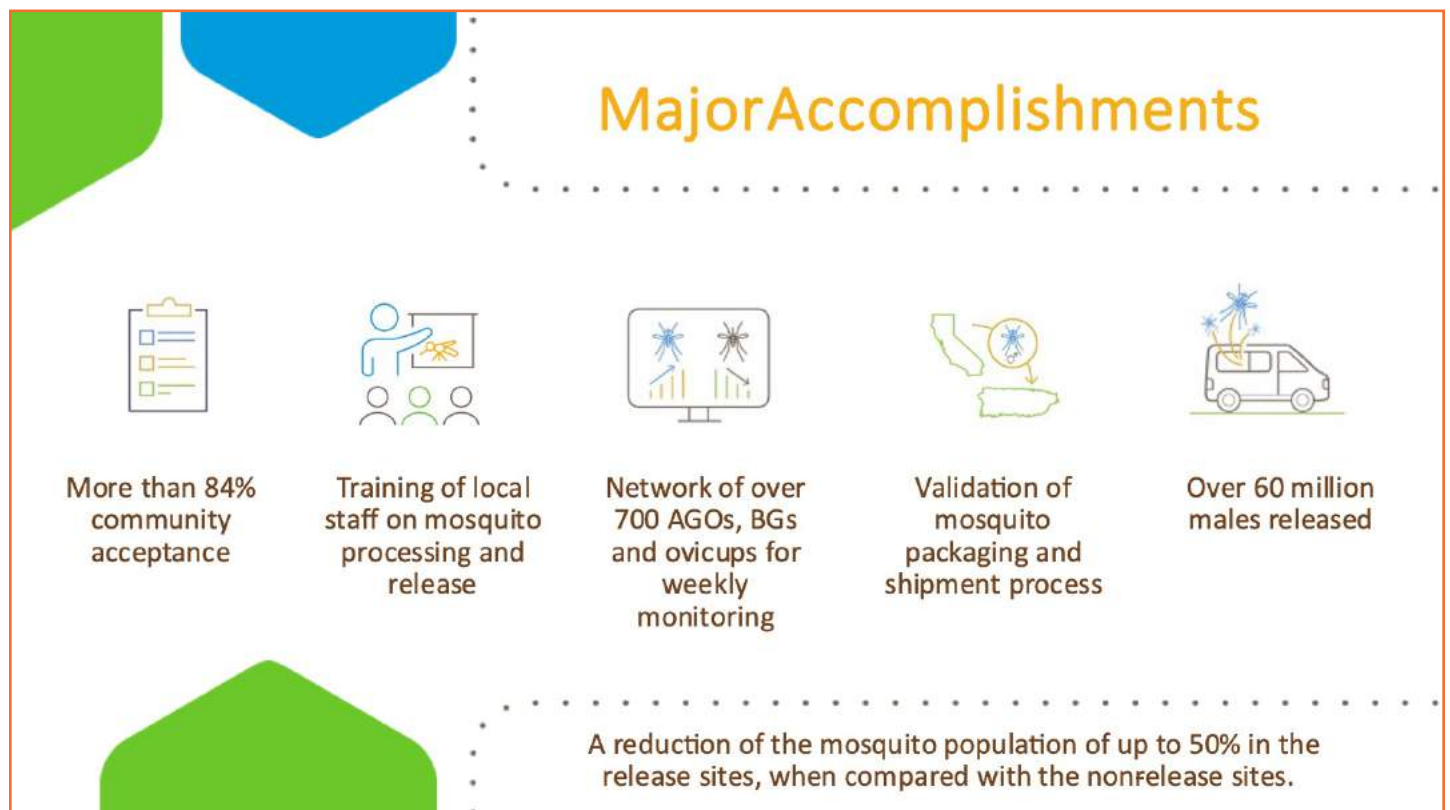 MajorAccomplishments
More than 84%
community
acceptance
Training of local
staff on mosquito
processing and
release
Network of over
700 AGOs, BGs
and ovicups for
weekly
monitoring
Validation of
mosquito
packaging and
shipment process
Over 60 million
males released
A reduction of the mosquito population of up to 50% in the
release sites, when compared with the non-release sites.